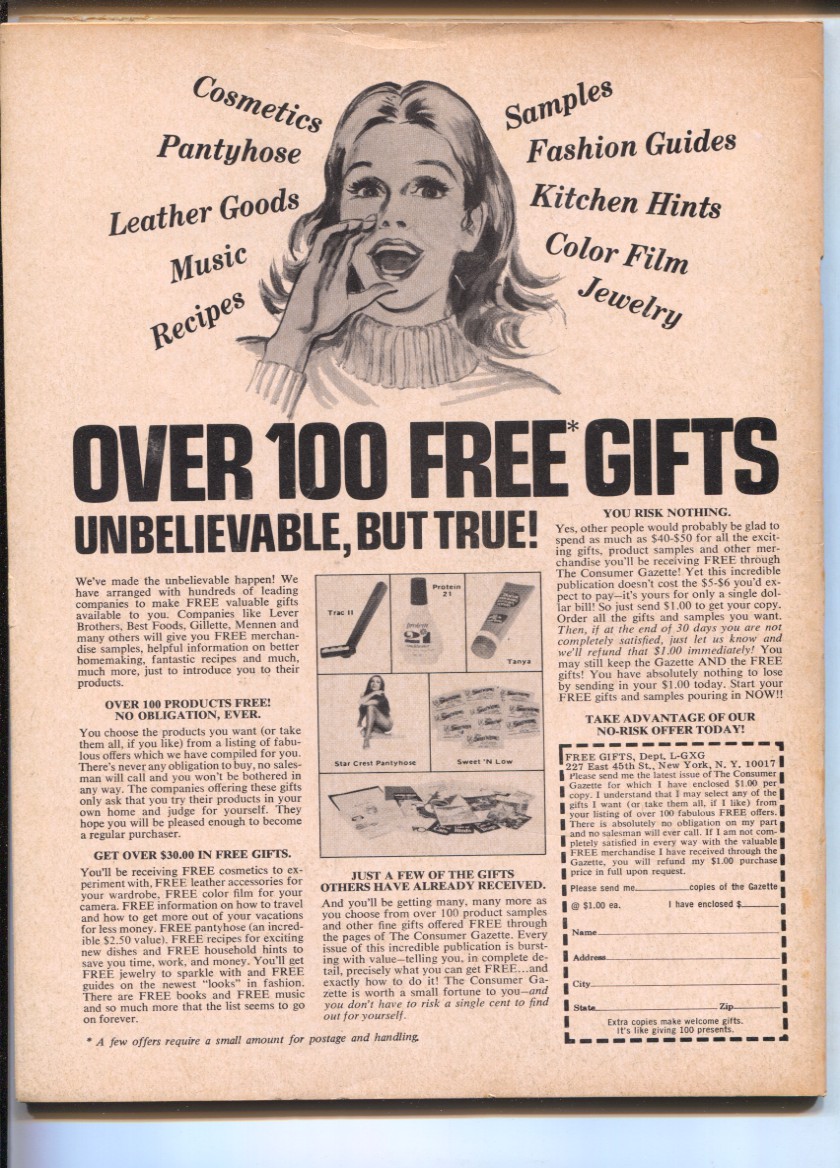 Cosmetics
Pantyhose
Leather Goods
Music
Recipes
Samples
Fashion Guides
Kitchen Hints
Color Film
Jewelry
OVER 100 FREE* GIFTS
UNBELIEVABLE, BUT TRUE!
We've made the unbelievable happen! We
have arranged with hundreds of leading
companies to make FREE valuable gifts
available to you. Companies like Lever
Brothers, Best Foods, Gillette, Mennen and
many others will give you FREE merchan-
dise samples, helpful information on better
homemaking, fantastic recipes and much,
much more, just to introduce you to their
products.
OVER 100 PRODUCTS FREE!
NO OBLIGATION, EVER.
You choose the products you want (or take
them all, if you like) from a listing of fabu-
lous offers which we have compiled for you.
There's never any obligation to buy, no sales-
man will call and you won't be bothered in
any way. The companies offering these gifts
only ask that you try their products in your
own home and judge for yourself. They
hope you will be pleased enough to become
a regular purchaser.
GET OVER $30.00 IN FREE GIFTS.
You'll be receiving FREE cosmetics to ex-
periment with, FREE leather accessories for
your wardrobe, FREE color film for your
camera. FREE information on how to travel
and how to get more out of your vacations
for less money. FREE pantyhose (an incred-
ible $2.50 value). FREE recipes for exciting
new dishes and FREE household hints to
save you time, work, and money. You'll get
FREE jewelry to sparkle with and FREE
guides on the newest "looks" in fashion.
There are FREE books and FREE music
and so much more that the list seems to go
on forever.
* A few offers require a small amount for postage and handling.
Trac II
Protein
21
Tanya
Star Crest Pantyhose
Sweet 'N Low
JUST A FEW OF THE GIFTS
OTHERS HAVE ALREADY RECEIVED.
And you'll be getting many, many more as
you choose from over 100 product samples
and other fine gifts offered FREE through
the pages of The Consumer Gazette. Every
issue of this incredible publication is burst-
ing with value—telling you, in complete de-
tail, precisely what you can get FREE...and
exactly how to do it! The Consumer Ga-
zette is worth a small fortune to you—and
you don't have to risk a single cent to find
out for yourself.
YOU RISK NOTHING.
Yes, other people would probably be glad to
spend as much as $40-$50 for all the excit-
ing gifts, product samples and other mer-
chandise you'll be receiving FREE through
The Consumer Gazette! Yet this incredible
publication doesn't cost the $5-$6 you'd ex-
pect to pay—it's yours for only a single dol-
lar bill! So just send $1.00 to get your copy.
Order all the gifts and samples you want.
Then, if at the end of 30 days you are not
completely satisfied, just let us know and
we'll refund that $1.00 immediately! You
may still keep the Gazette AND the FREE
gifts! You have absolutely nothing to lose
by sending in your $1.00 today. Start your
FREE gifts and samples pouring in NOW!!
TAKE ADVANTAGE OF OUR
NO-RISK OFFER TODAY!
FREE GIFTS, Dept. L-GXG
227 East 45th St., New York, N. Y. 10017
Please send me the latest issue of The Consumer
Gazette for which I have enclosed $1.00 per
copy. I understand that I may select any of the
gifts I want (or take them all, if I like) from
your listing of over 100 fabulous FREE offers.
There is absolutely no obligation on my part
and no salesman will ever call. If I am not com-
pletely satisfied in every way with the valuable
FREE merchandise I have received through the
Gazette, you will refund my $1.00 purchase
price in full upon request.
Please send me____copies of the Gazette
@ $1.00 ea. I have enclosed $____
Name____
Address____
City____
State____ Zip____
Extra copies make welcome gifts.
It's like giving 100 presents.